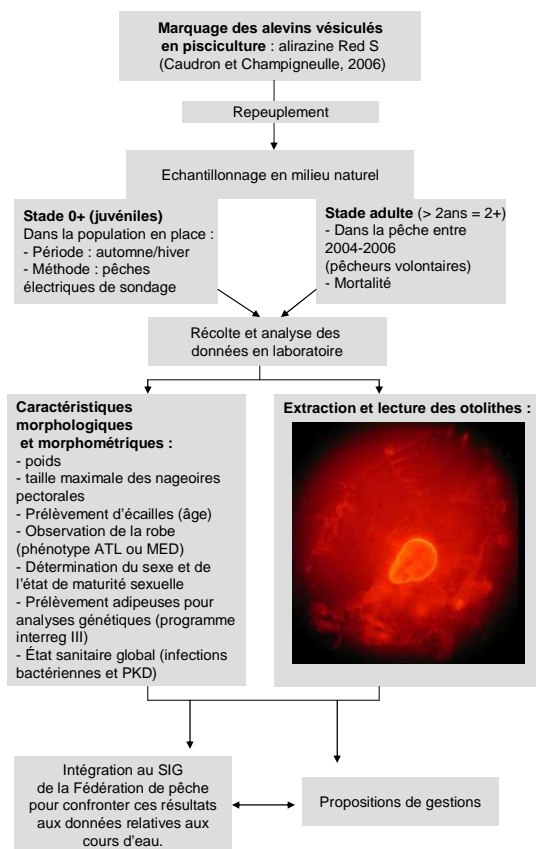 Marquage des alevins vésiculés
en pisciculture : alirazine Red S
(Caudron et Champigneulle, 2006)
Repeuplement
Echantillonnage en milieu naturel
Stade 0+ (juvéniles)
Dans la population en place :
- Période : automne/hiver
- Méthode : pêches
électriques de sondage
Stade adulte (> 2ans = 2+)
- Dans la pêche entre
2004-2006
(pêcheurs volontaires)
- Mortalité
Récolte et analyse des
données en laboratoire
Caractéristiques
morphologiques
et morphométriques :
- poids
- taille maximale des nageoires
pectorales
- Prélèvement d'écailles (âge)
- Observation de la robe
(phénotype ATL ou MED)
- Détermination du sexe et de
l'état de maturité sexuelle
- Prélèvement adipeuses pour
analyses génétiques (programme
interreg III)
- État sanitaire global (infections
bactériennes et PKD)
Extraction et lecture des otolithes :
Intégration au SIG
de la Fédération de pêche
pour confronter ces résultats
aux données relatives aux
cours d'eau.
Propositions de gestions